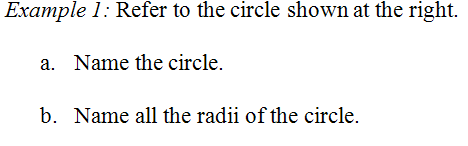 Example 1: Refer to the circle shown at the right.
a. Name the circle.
b. Name all the radii of the circle.